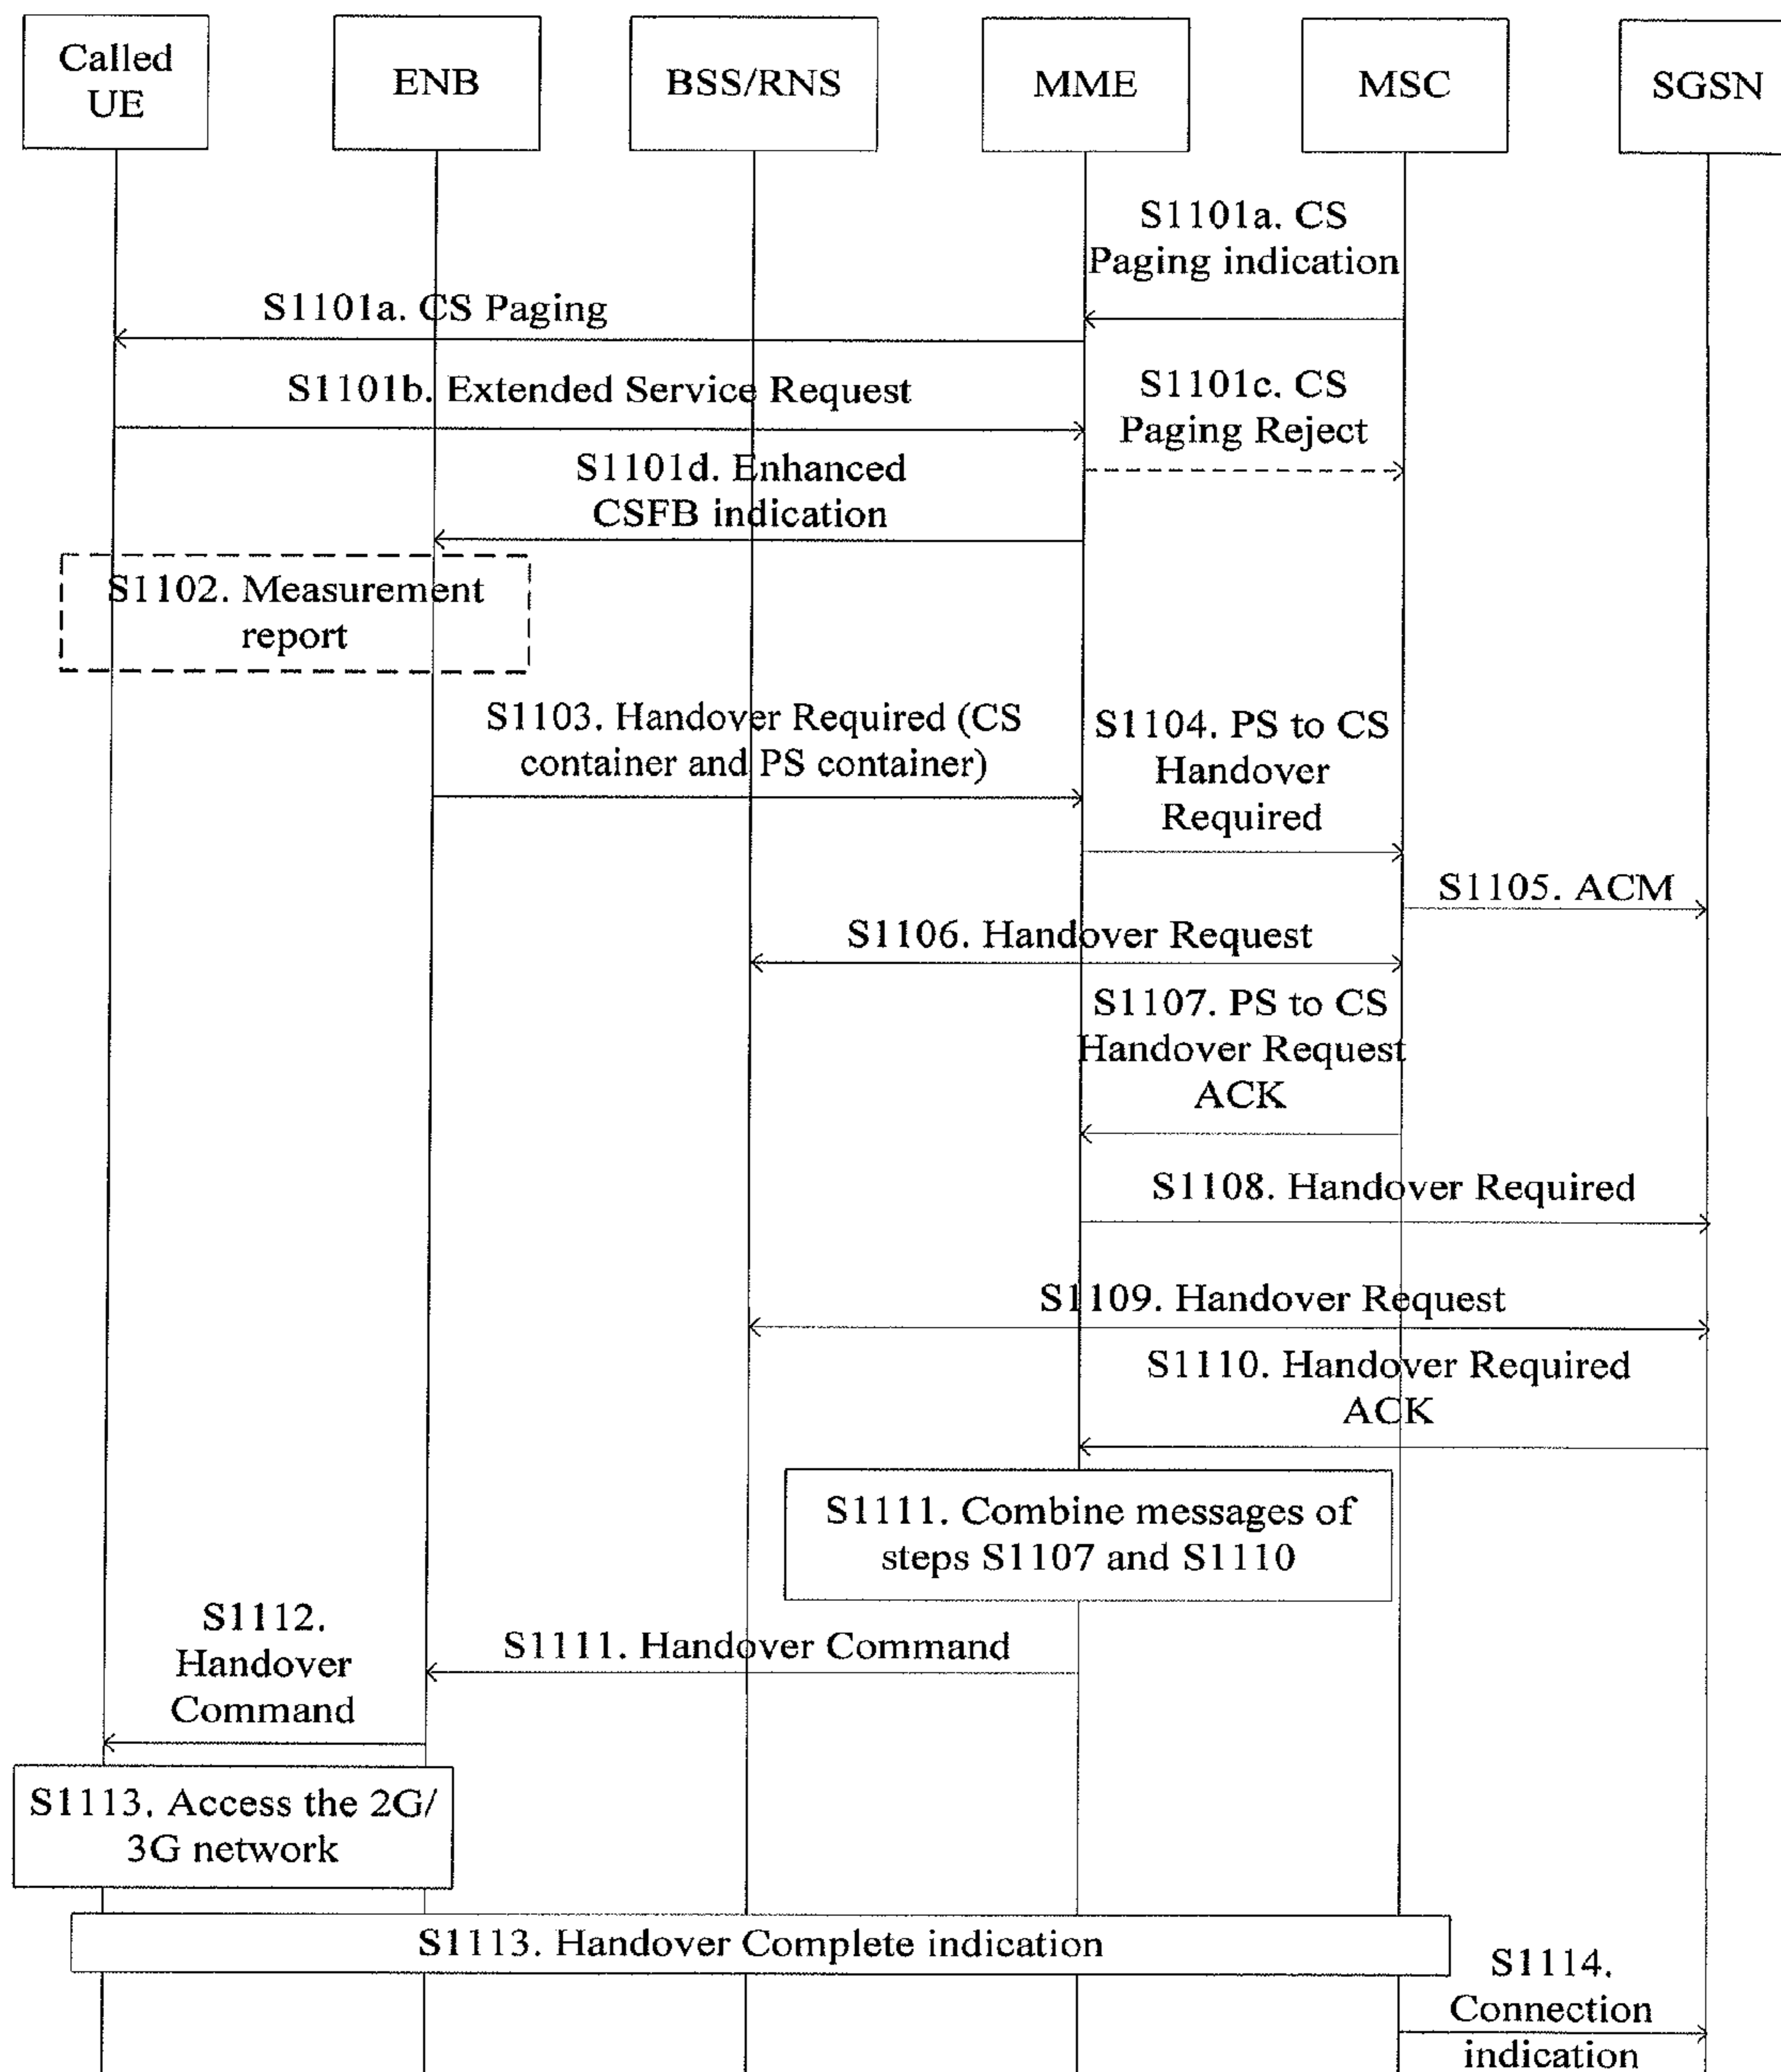 Called
UE
ENB
BSS/RNS
MME
MSC
SGSN
S1101a. CS
Paging indication
S1101a. CS Paging
S1101b. Extended Service Request
S1101c. CS
Paging Reject
S1101d. Enhanced
CSFB indication
S1102. Measurement
report
S1103. Handover Required (CS
container and PS container)
S1104. PS to CS
Handover
Required
S1105. ACM
S1106. Handover Request
S1107. PS to CS
Handover Request
ACK
S1108. Handover Required
S1109. Handover Request
S1110. Handover Required
ACK
S1111. Combine messages of
steps S1107 and S1110
S1111. Handover Command
S1112.
Handover
Command
S1113. Access the 2G/
3G network
S1113. Handover Complete indication
S1114.
Connection
indication